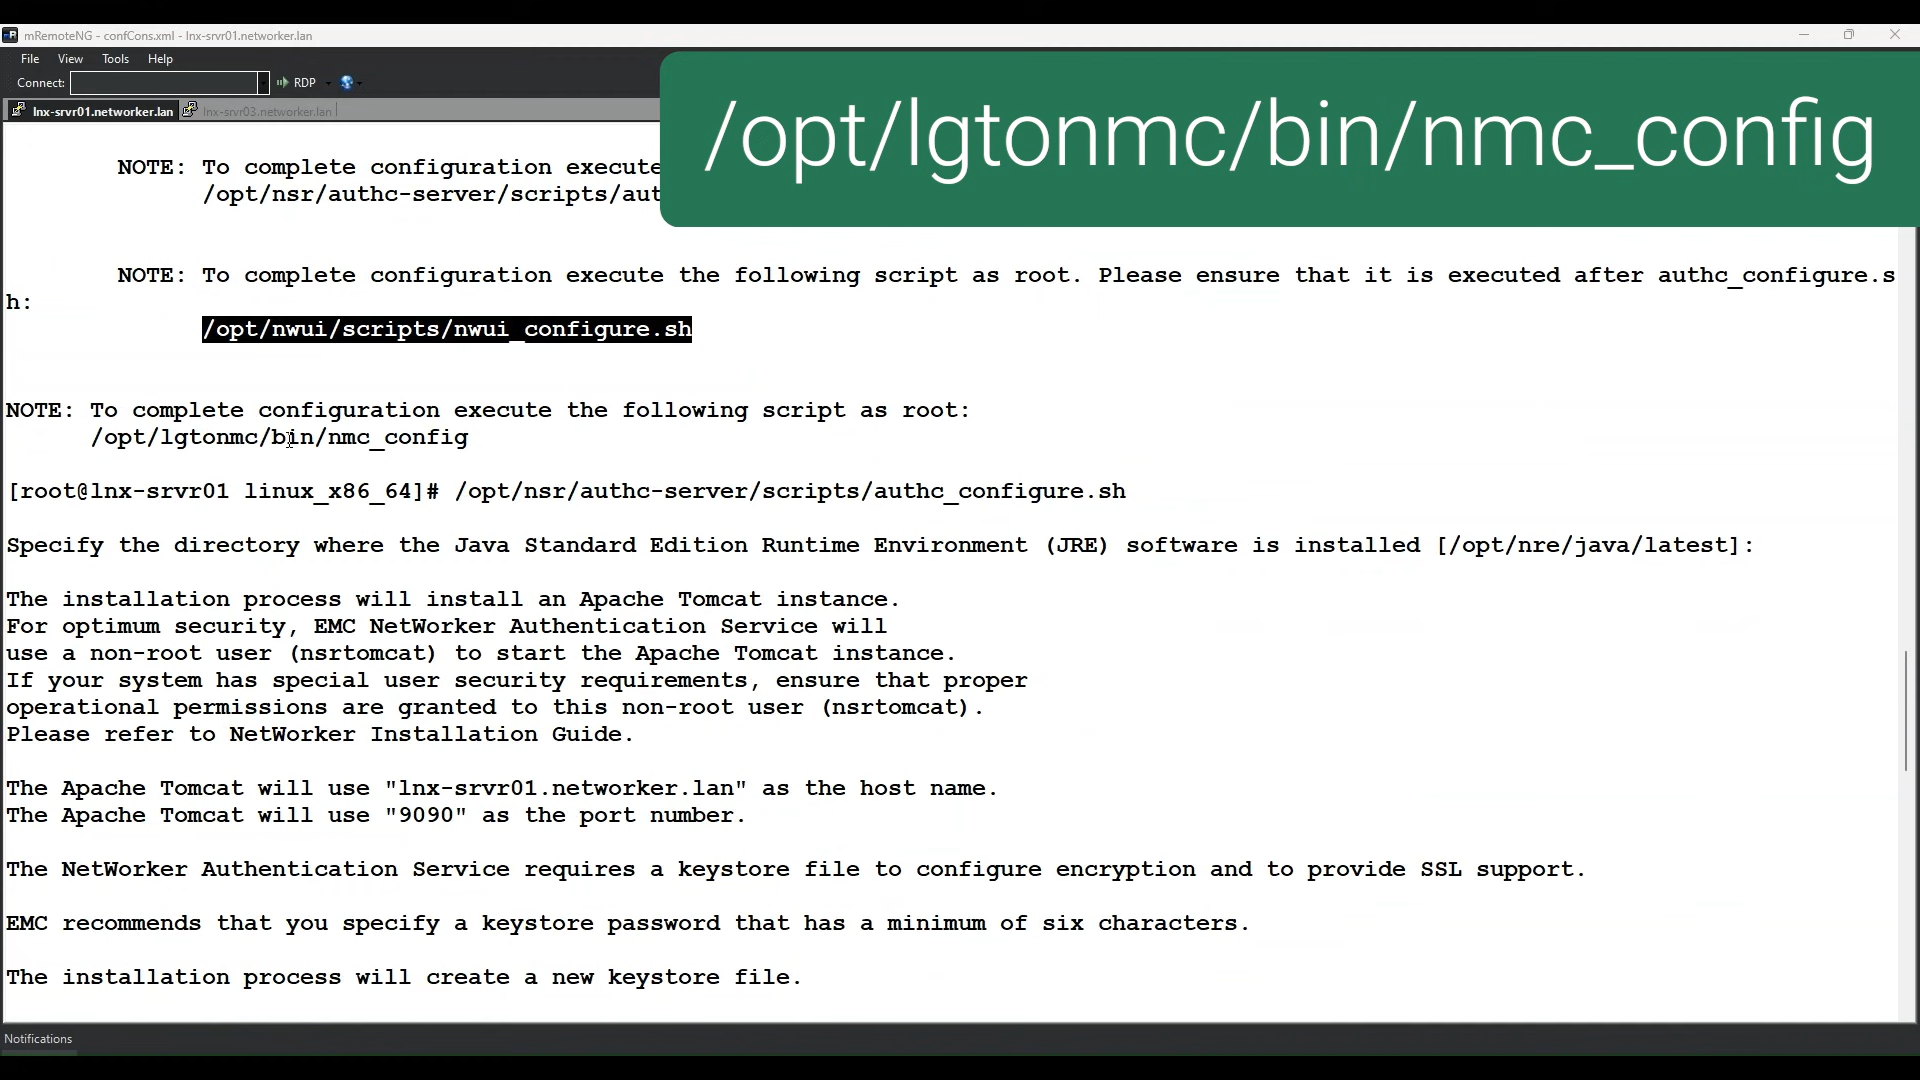 mRemoteNG - confCons.xml - lnx-srvr01.networker.lan
File View Tools Help
Connect: RDP
lnx-srvr01.networker.lan lnx-srvr03.networker.lan
/opt/lgtonmc/bin/nmc_config
NOTE: To complete configuration execute
/opt/nsr/authc-server/scripts/aut
NOTE: To complete configuration execute the following script as root. Please ensure that it is executed after authc_configure.s
h:
/opt/nwui/scripts/nwui_configure.sh
NOTE: To complete configuration execute the following script as root:
/opt/lgtonmc/bin/nmc_config
[root@lnx-srvr01 linux_x86_64]# /opt/nsr/authc-server/scripts/authc_configure.sh
Specify the directory where the Java Standard Edition Runtime Environment (JRE) software is installed [/opt/nre/java/latest]:
The installation process will install an Apache Tomcat instance.
For optimum security, EMC NetWorker Authentication Service will
use a non-root user (nsrtomcat) to start the Apache Tomcat instance.
If your system has special user security requirements, ensure that proper
operational permissions are granted to this non-root user (nsrtomcat).
Please refer to NetWorker Installation Guide.
The Apache Tomcat will use "lnx-srvr01.networker.lan" as the host name.
The Apache Tomcat will use "9090" as the port number.
The NetWorker Authentication Service requires a keystore file to configure encryption and to provide SSL support.
EMC recommends that you specify a keystore password that has a minimum of six characters.
The installation process will create a new keystore file.
Notifications